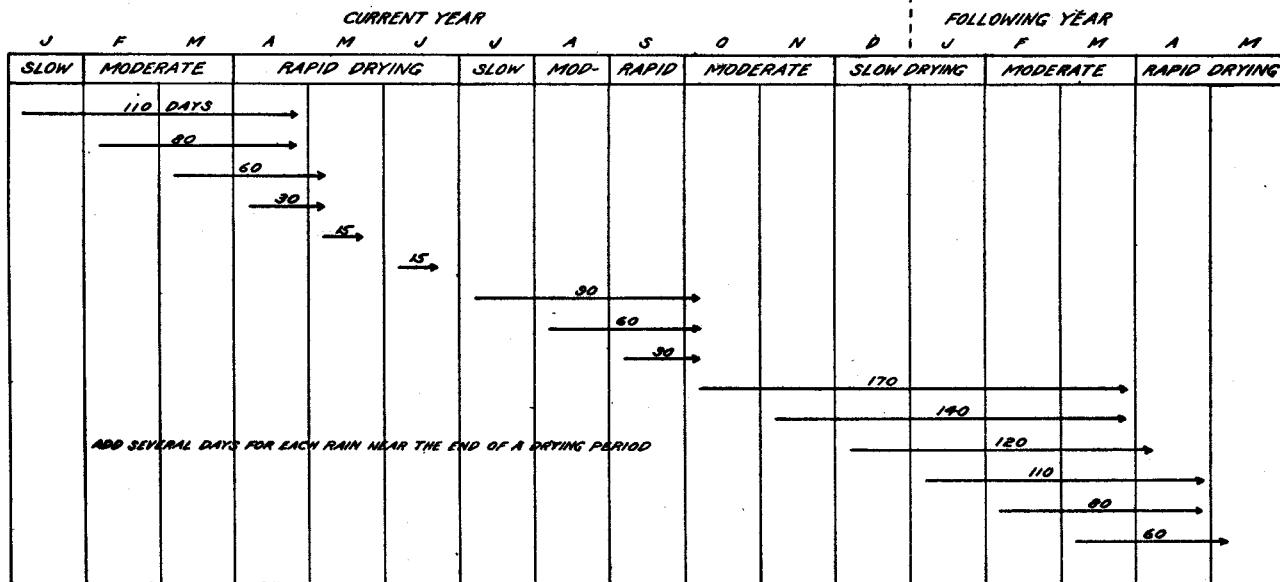 CURRENT YEAR FOLLOWING YEAR
J F M A M J J A S O N D J F M A M
SLOW MODERATE RAPID DRYING SLOW MOD- RAPID MODERATE SLOW DRYING MODERATE RAPID DRYING
110 DAYS
80
60
30
15
15
90
60
30
170
140
ADD SEVERAL DAYS FOR EACH RAIN NEAR THE END OF A DRYING PERIOD
120
110
80
60